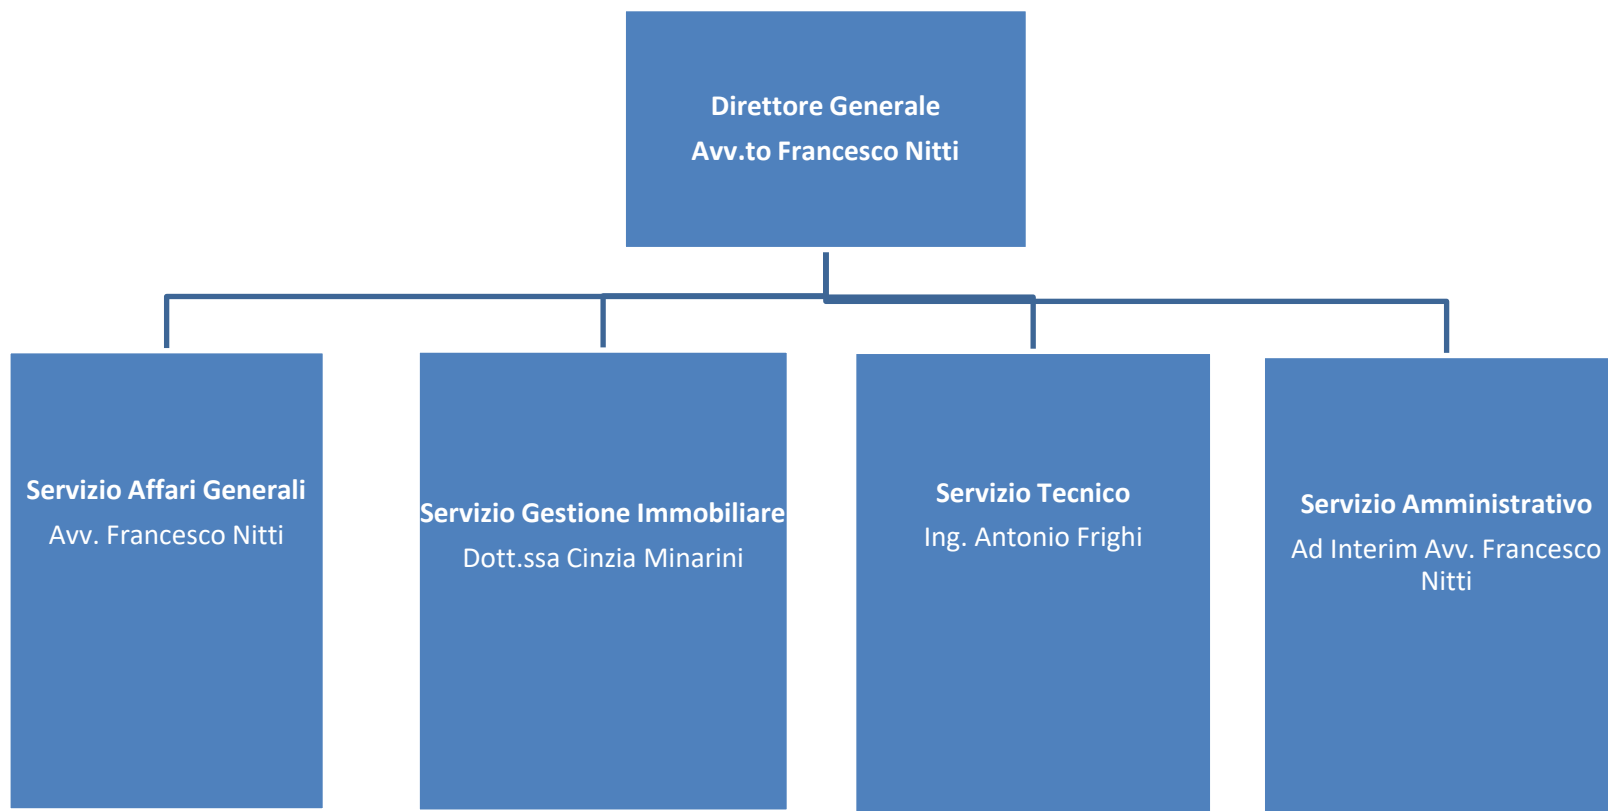 Direttore Generale
Avv.to Francesco Nitti
Servizio Affari Generali
Avv. Francesco Nitti
Servizio Gestione Immobiliare
Dott.ssa Cinzia Minarini
Servizio Tecnico
Ing. Antonio Frighi
Servizio Amministrativo
Ad Interim Avv. Francesco
Nitti